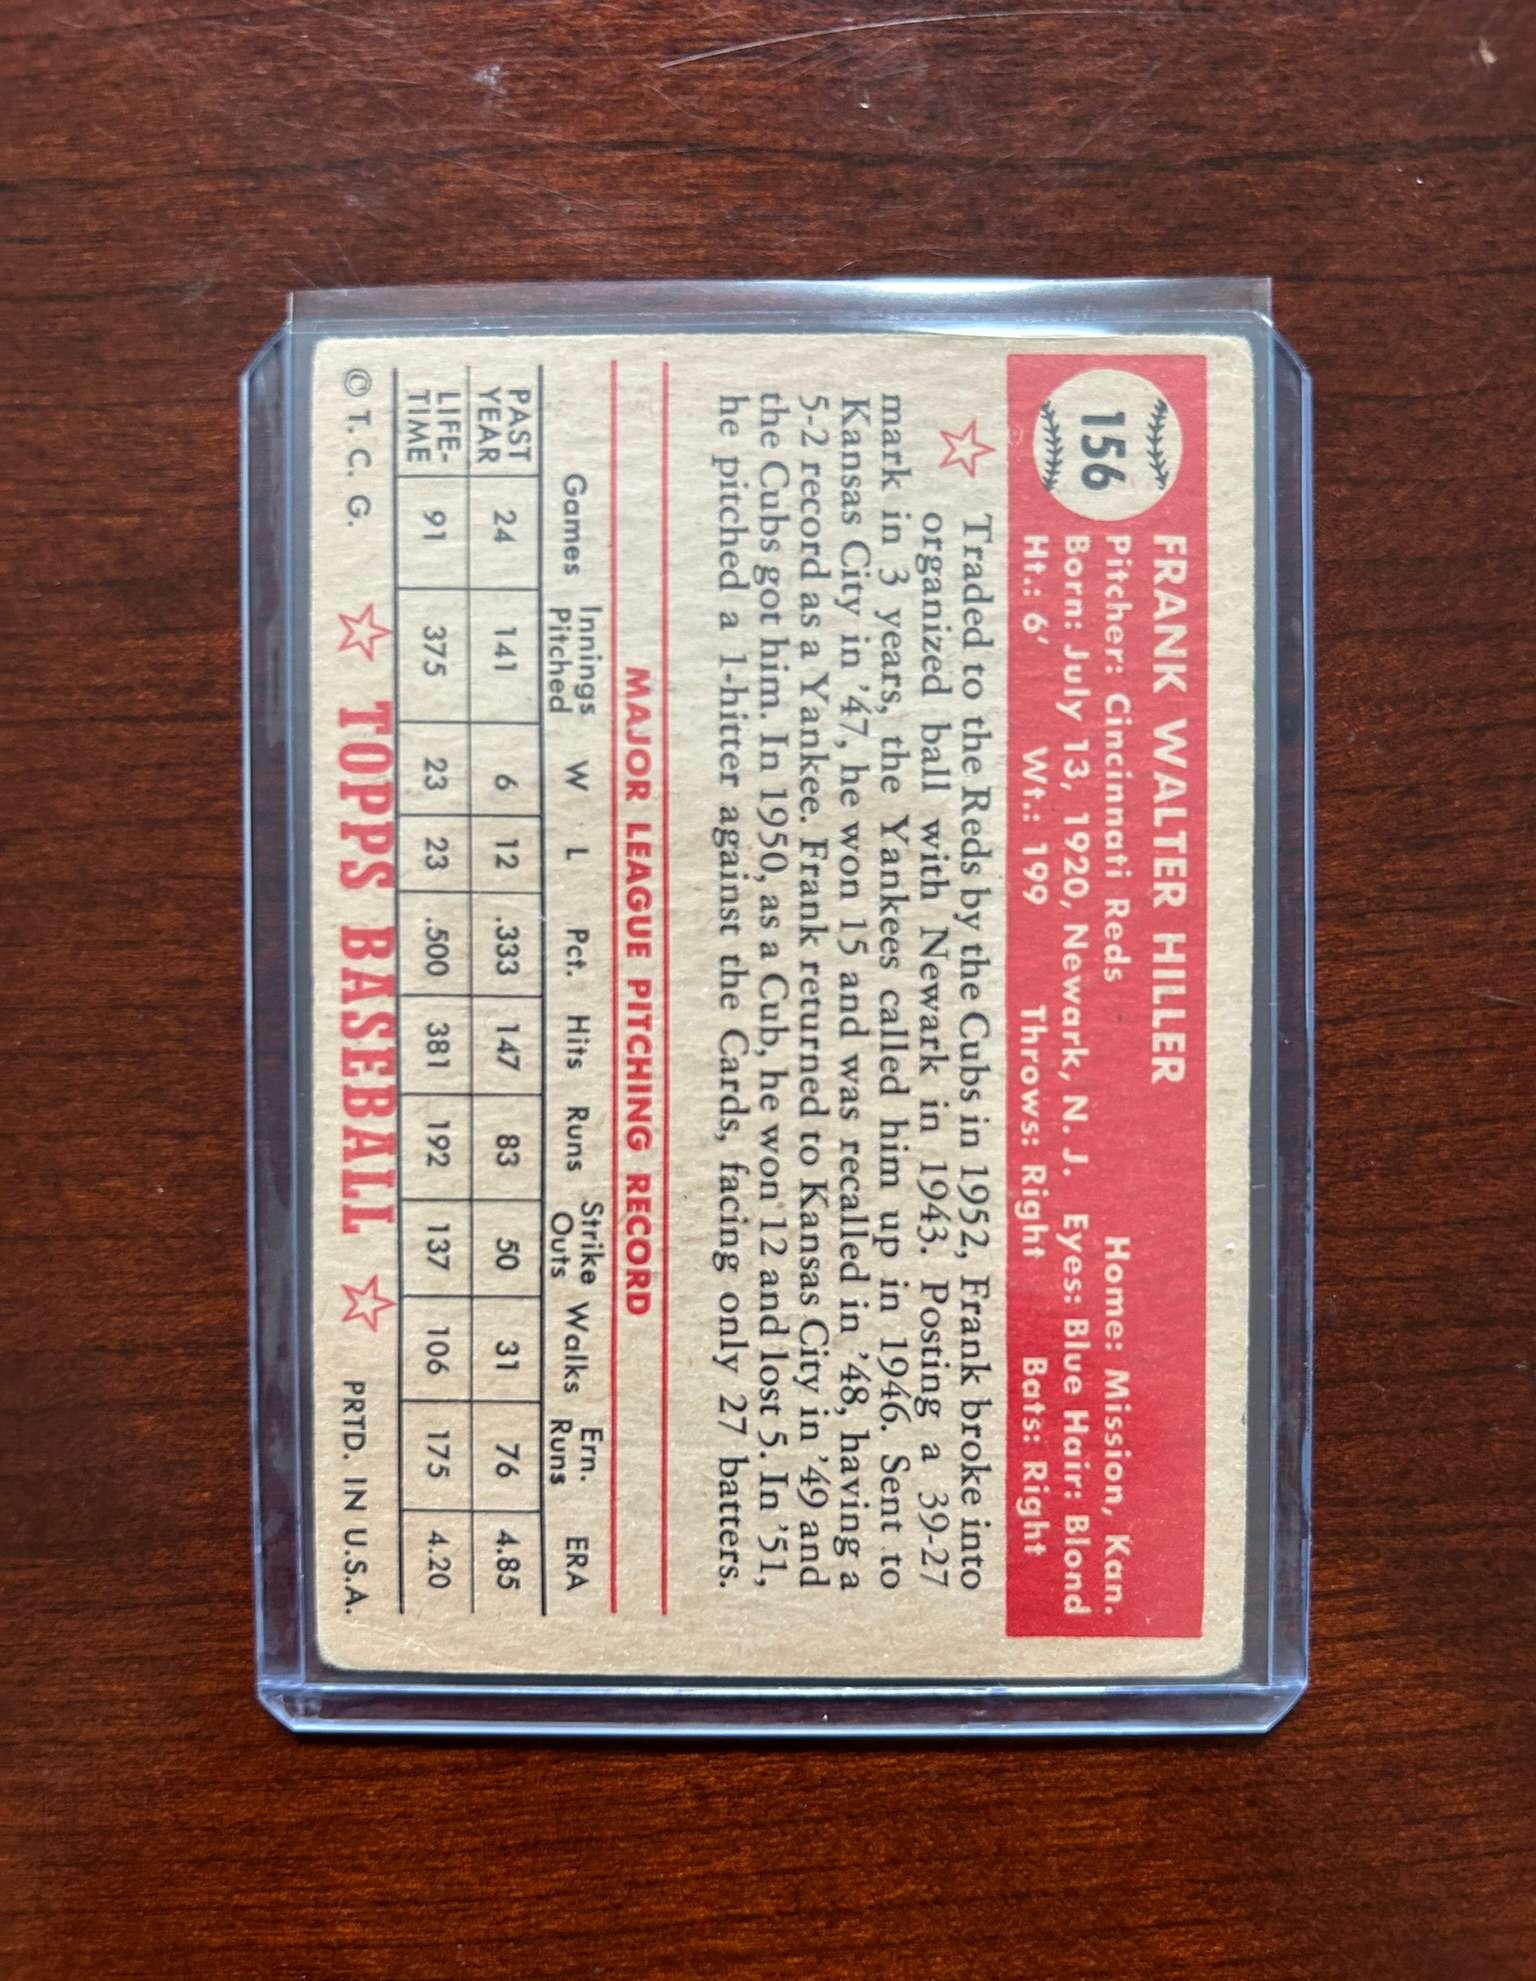 156
FRANK WALTER HILLER
Pitcher: Cincinnati Reds Home: Mission, Kan.
Born: July 13, 1920, Newark, N. J. Eyes: Blue Hair: Blond
Ht.: 6' Wt.: 199 Throws: Right Bats: Right
Traded to the Reds by the Cubs in 1952, Frank broke into
organized ball with Newark in 1943. Posting a 39-27
mark in 3 years, the Yankees called him up in 1946. Sent to
Kansas City in '47, he won 15 and was recalled in '48, having a
5-2 record as a Yankee. Frank returned to Kansas City in '49 and
the Cubs got him. In 1950, as a Cub, he won 12 and lost 5. In '51,
he pitched a 1-hitter against the Cards, facing only 27 batters.
MAJOR LEAGUE PITCHING RECORD
Games Innings Pitched W L Pct. Hits Runs Strike Outs Walks Ern. Runs ERA
PAST YEAR 24 141 6 12 .333 147 83 50 31 76 4.85
LIFE-TIME 91 375 23 23 .500 381 192 137 106 175 4.20
© T. C. G. TOPPS BASEBALL PRTD. IN U.S.A.